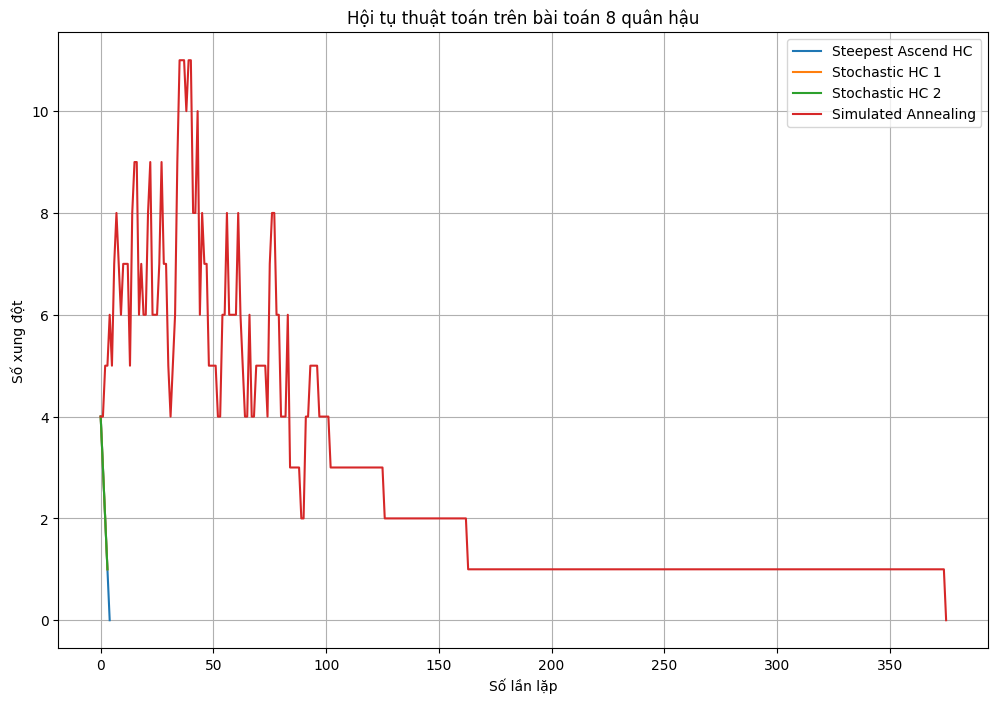 Hội tụ thuật toán trên bài toán 8 quân hậu
Steepest Ascend HC
Stochastic HC 1
Stochastic HC 2
Simulated Annealing
Số xung đột
10
8
6
4
2
0
0 50 100 150 200 250 300 350
Số lần lặp